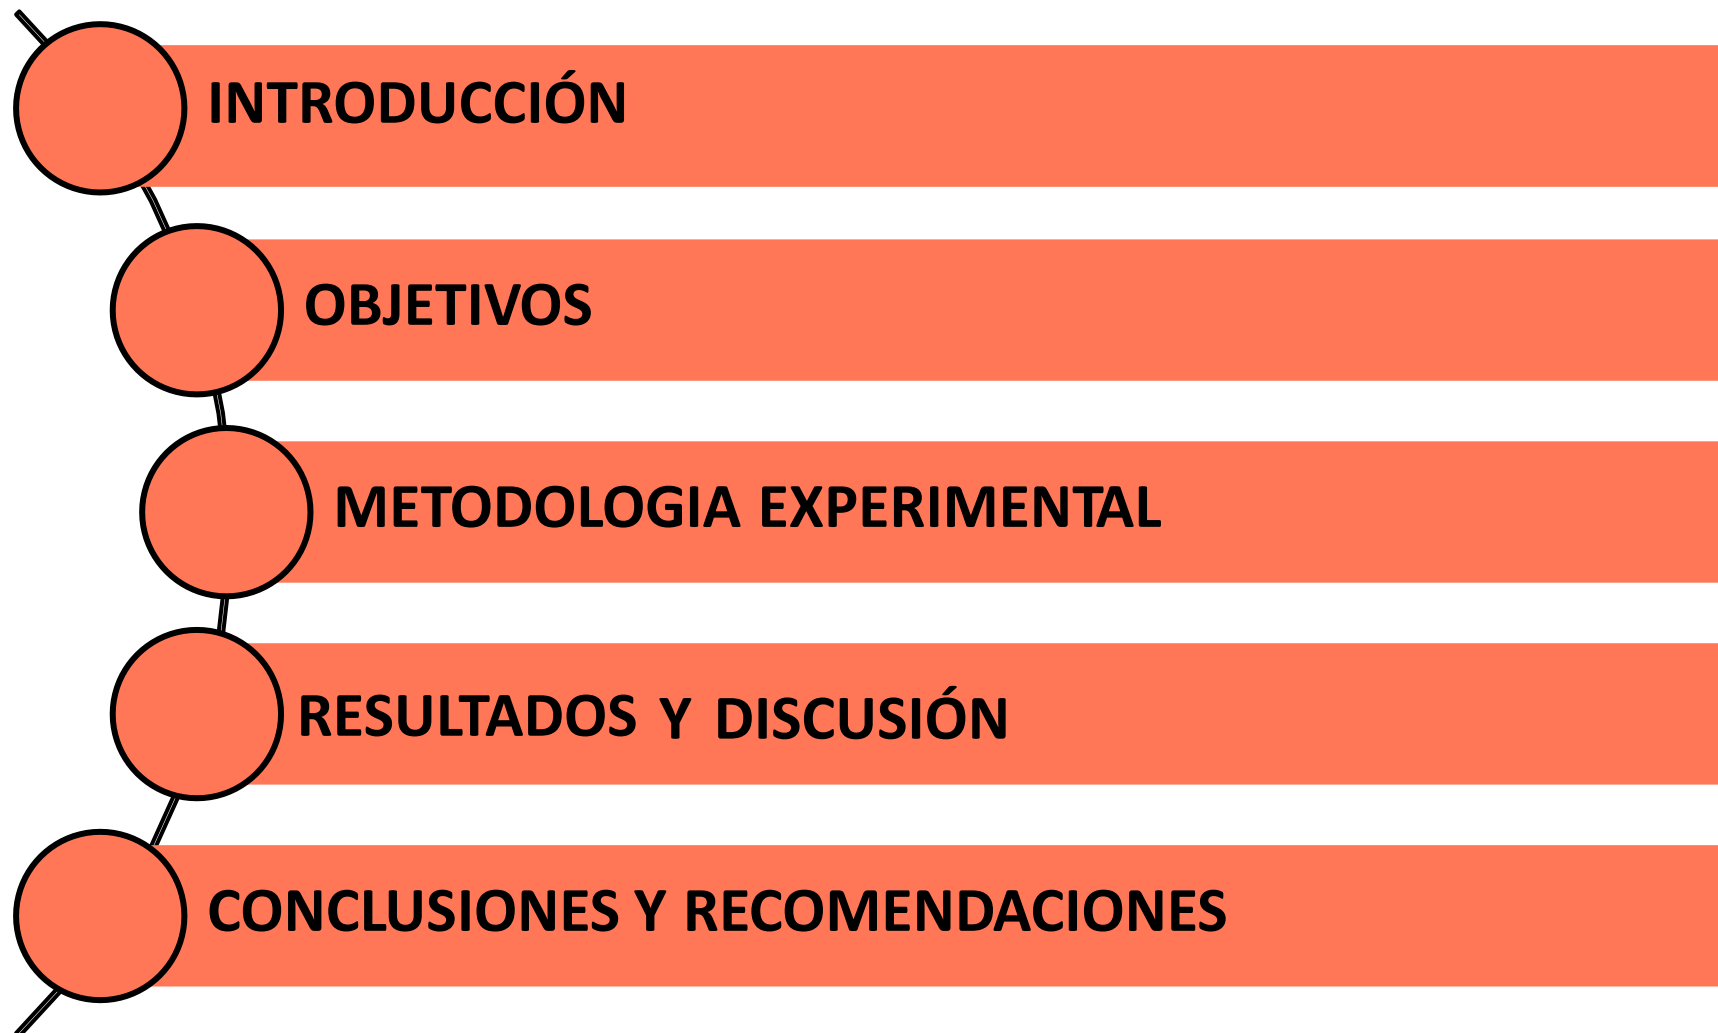 INTRODUCCIÓN
OBJETIVOS
METODOLOGIA EXPERIMENTAL
RESULTADOS Y DISCUSIÓN
CONCLUSIONES Y RECOMENDACIONES